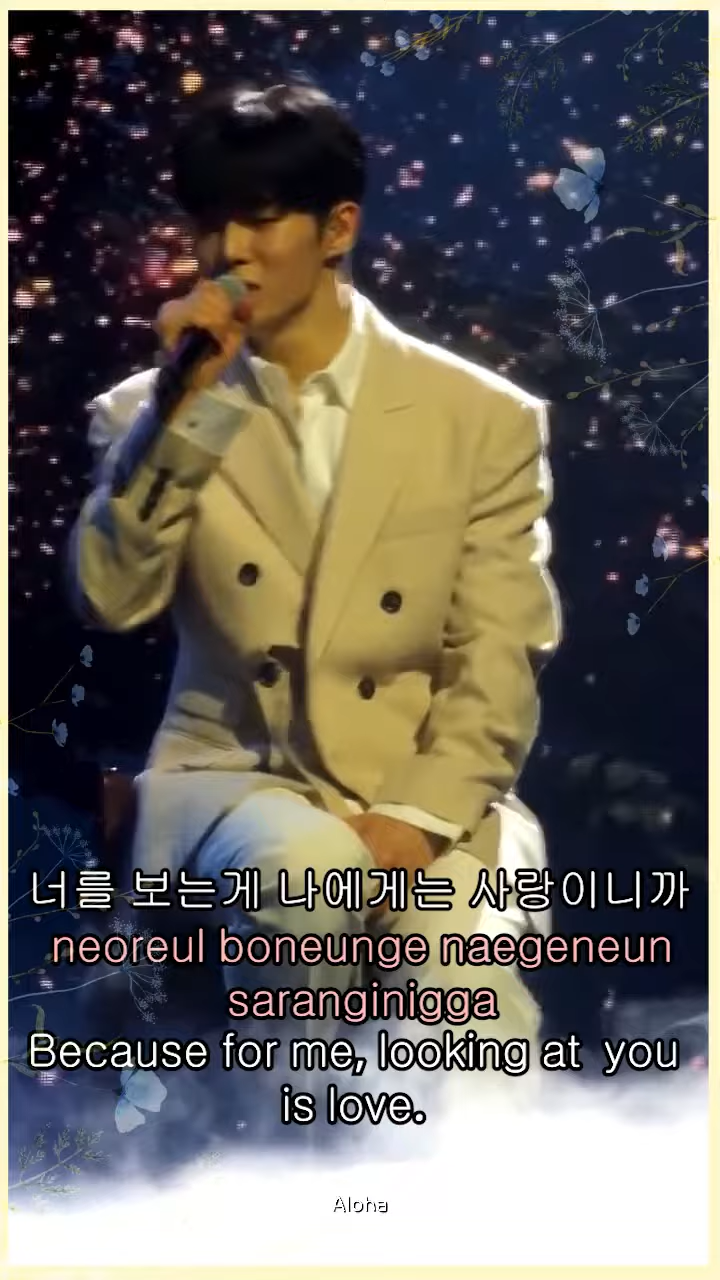 너를 보는게 나에게는 사랑이니까
neoreul boneunge naegeneun
saranginigga
Because for me, looking at you
is love.
Aloha